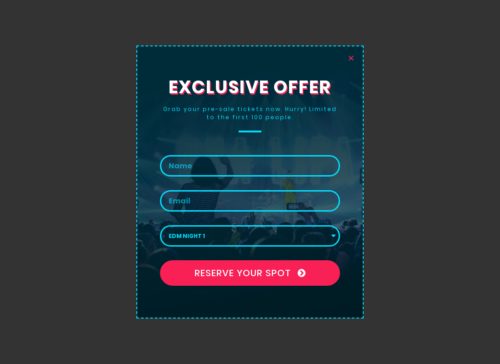 EXCLUSIVE OFFER
Grab your pre-sale tickets now. Hurry! Limited
to the first 100 people.
Name
Email
EDM NIGHT 1
RESERVE YOUR SPOT